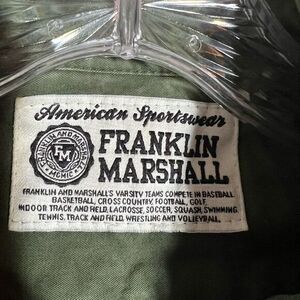 American Sportswear
FRANKLIN AND MARSHALL
FM
FRANKLIN
MARSHALL
FRANKLIN AND MARSHALL'S VARSITY TEAMS COMPETE IN BASEBALL
BASKETBALL, CROSS COUNTRY, FOOTBALL, GOLF,
INDOOR TRACK AND FIELD, LACROSSE, SOCCER, SQUASH, SWIMMING
TENNIS, TRACK AND FIELD, WRESTLING AND VOLLEYBALL.